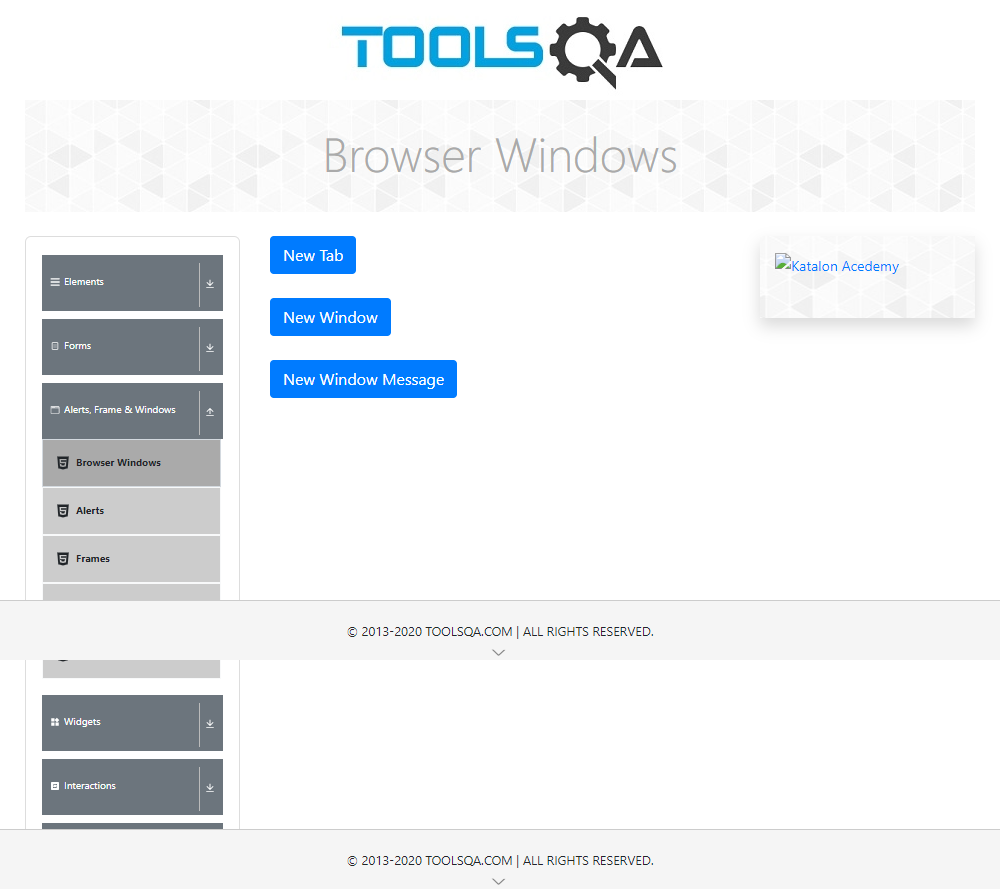 TOOLSQA
Browser Windows
Elements
Forms
Alerts, Frame & Windows
Browser Windows
Alerts
Frames
New Tab
New Window
New Window Message
Katalon Acedemy
© 2013-2020 TOOLSQA.COM | ALL RIGHTS RESERVED.
Widgets
Interactions
© 2013-2020 TOOLSQA.COM | ALL RIGHTS RESERVED.